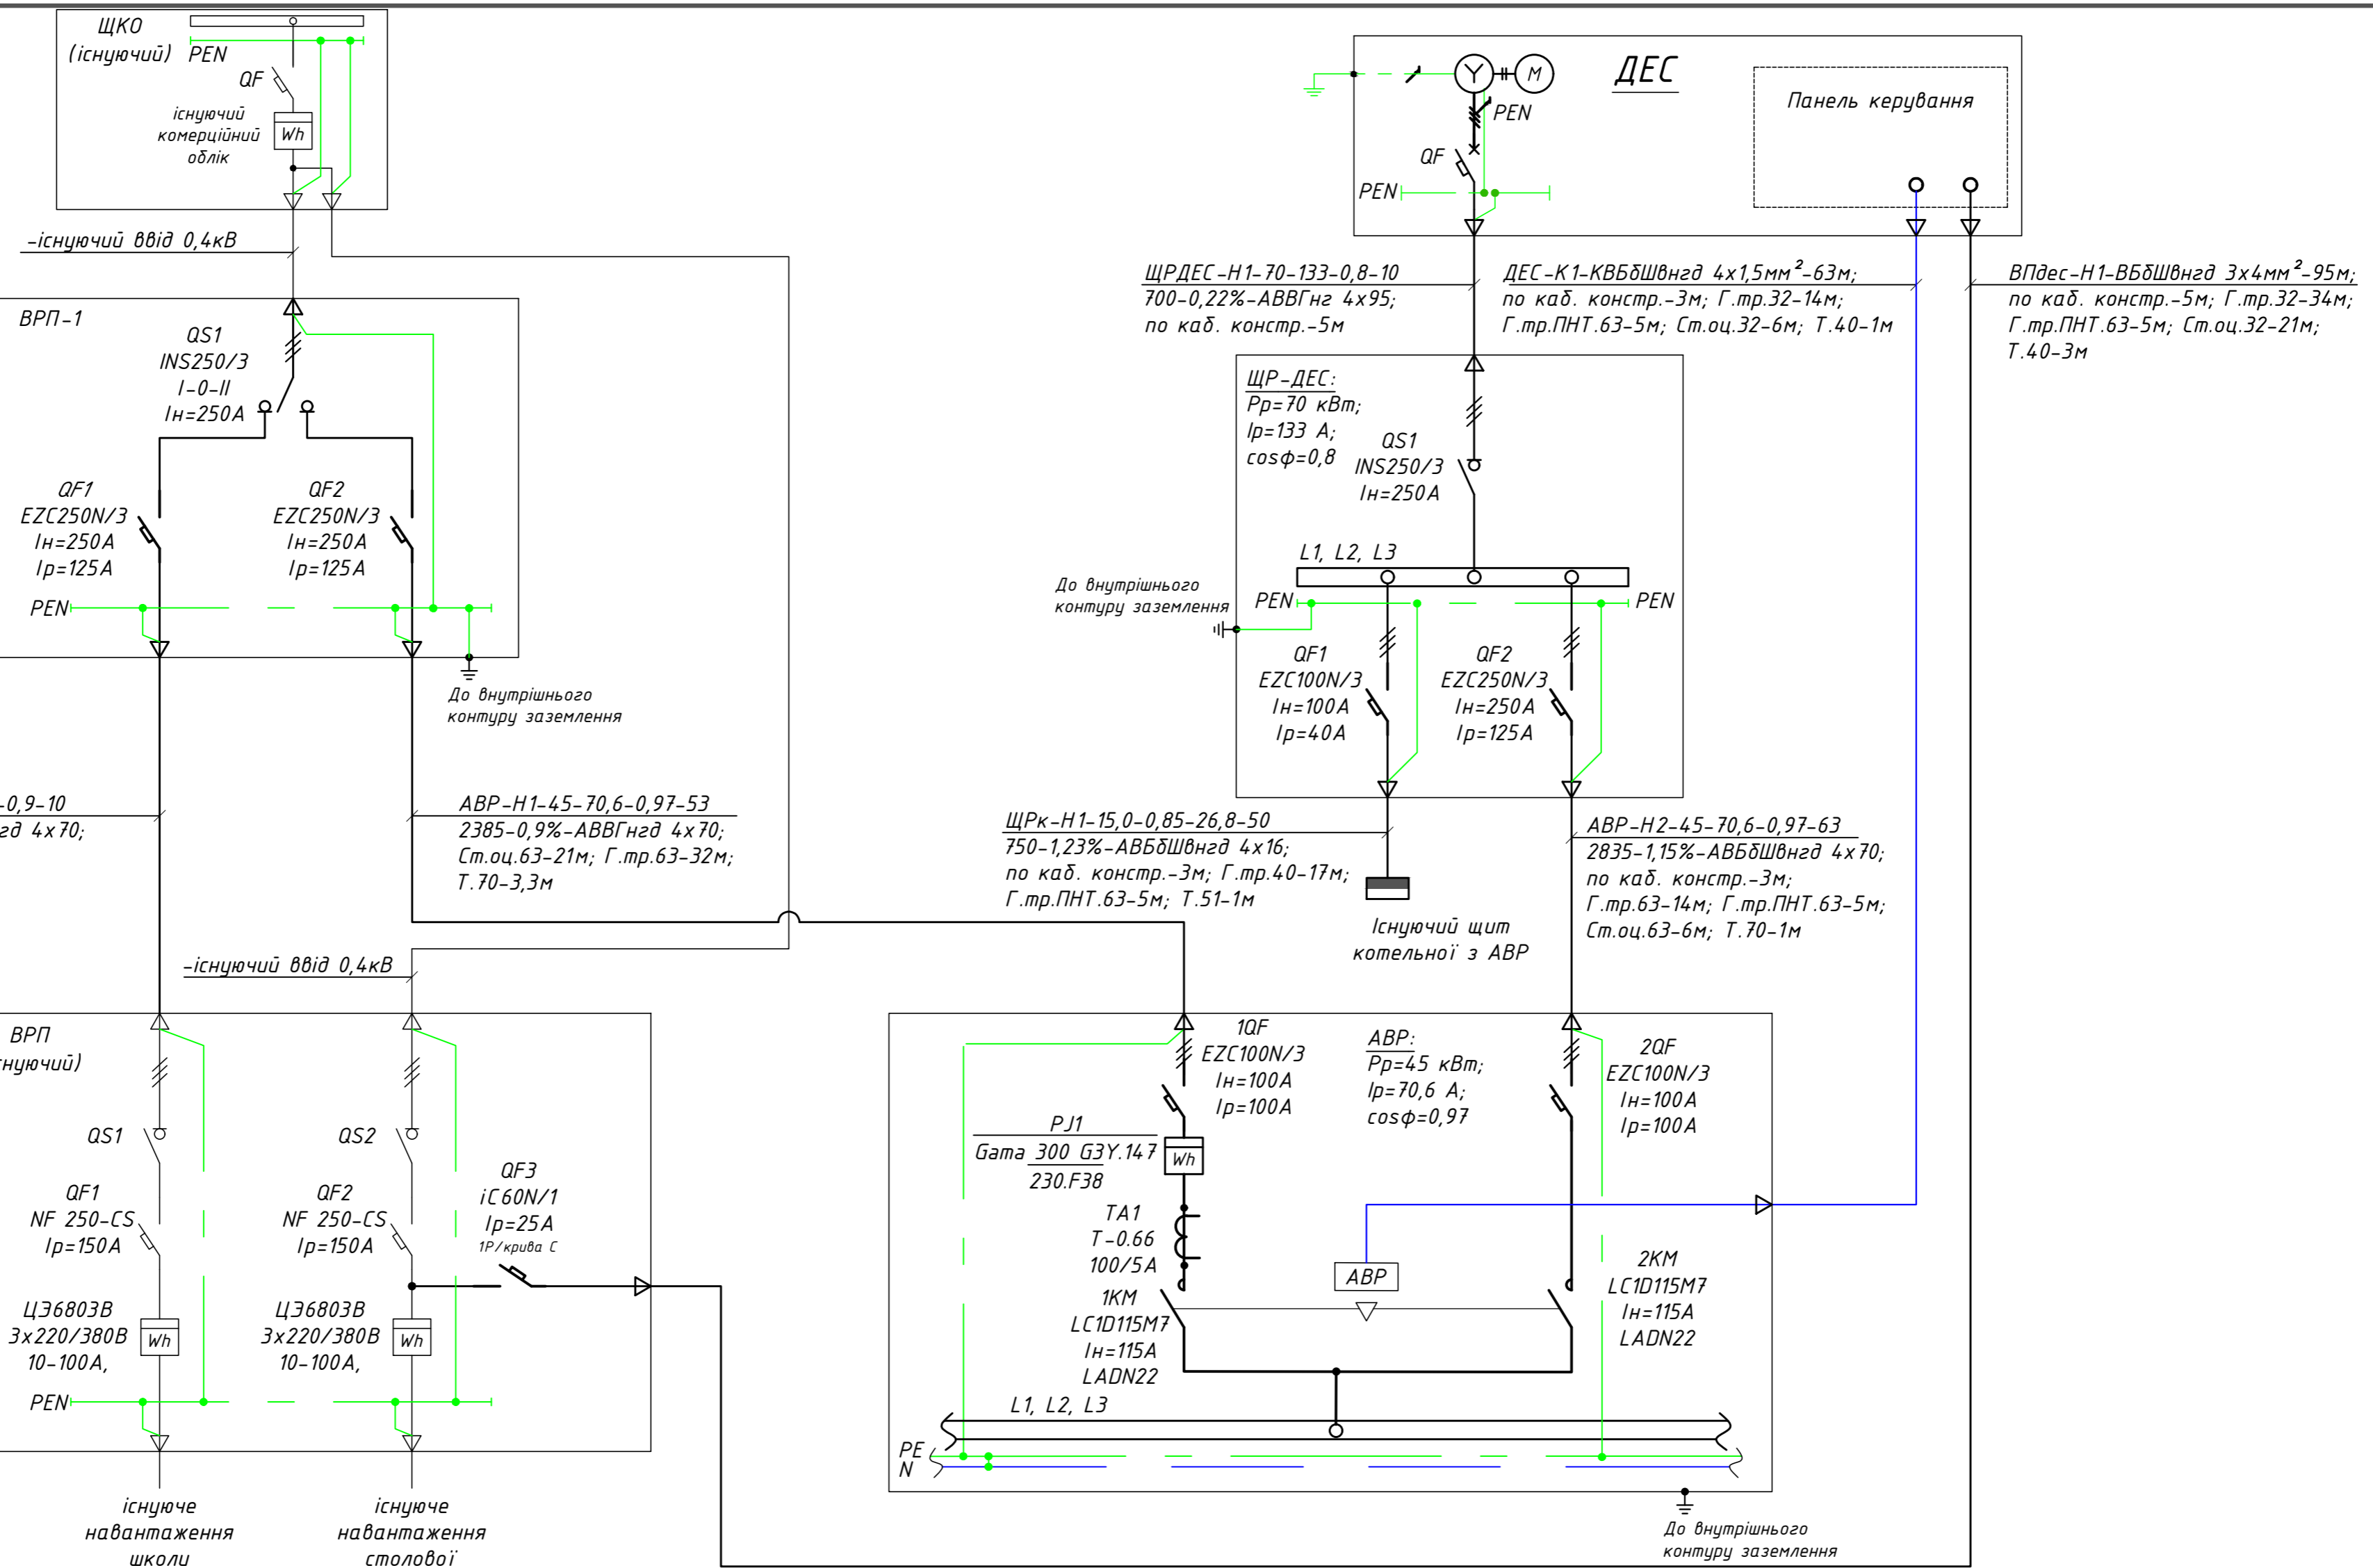 ЩКО
(існуючий)
PEN
QF
існуючий
комерційний
облік
Wh
-існуючий ввід 0,4кВ
ВРП-1
QS1
INS250/3
I-0-II
Iн=250А
QF1
EZC250N/3
Iн=250А
Iр=125А
QF2
EZC250N/3
Iн=250А
Iр=125А
PEN
До внутрішнього
контуру заземлення
-0,9-10
гд 4х70;
АВР-Н1-45-70,6-0,97-53
2385-0,9%-АВВГнгд 4х70;
Ст.оц.63-21м; Г.тр.63-32м;
Т.70-3,3м
-існуючий ввід 0,4кВ
ВРП
снуючий)
QS1
QF1
NF 250-CS
Iр=150А
ЦЭ6803В
3х220/380В
10-100А,
Wh
QS2
QF2
NF 250-CS
Iр=150А
ЦЭ6803В
3х220/380В
10-100А,
Wh
QF3
iC60N/1
Iр=25А
1Р/крива С
PEN
існуюче
навантаження
школи
існуюче
навантаження
столової
ДЕС
Y
M
PEN
QF
PEN
Панель керування
ЩРДЕС-Н1-70-133-0,8-10
700-0,22%-АВВГнг 4х95;
по каб. констр.-5м
ДЕС-К1-КВБбШвнгд 4х1,5мм²-63м;
по каб. констр.-3м; Г.тр.32-14м;
Г.тр.ПНТ.63-5м; Ст.оц.32-6м; Т.40-1м
ВПдес-Н1-ВБбШвнгд 3х4мм²-95м;
по каб. констр.-5м; Г.тр.32-34м;
Г.тр.ПНТ.63-5м; Ст.оц.32-21м;
Т.40-3м
ЩР-ДЕС:
Рр=70 кВт;
Iр=133 А;
cosφ=0,8
QS1
INS250/3
Iн=250А
L1, L2, L3
До внутрішнього
контуру заземлення
PEN
PEN
QF1
EZC100N/3
Iн=100А
Iр=40А
QF2
EZC250N/3
Iн=250А
Iр=125А
ЩРк-Н1-15,0-0,85-26,8-50
750-1,23%-АВБбШвнгд 4х16;
по каб. констр.-3м; Г.тр.40-17м;
Г.тр.ПНТ.63-5м; Т.51-1м
Існуючий щит
котельної з АВР
АВР-Н2-45-70,6-0,97-63
2835-1,15%-АВБбШвнгд 4х70;
по каб. констр.-3м;
Г.тр.63-14м; Г.тр.ПНТ.63-5м;
Ст.оц.63-6м; Т.70-1м
1QF
EZC100N/3
Iн=100А
Iр=100А
АВР:
Рр=45 кВт;
Iр=70,6 А;
cosφ=0,97
2QF
EZC100N/3
Iн=100А
Iр=100А
PJ1
Gama 300 G3Y.147
230.F38
Wh
TA1
Т-0.66
100/5А
АВР
1KM
LC1D115M7
Iн=115А
LADN22
2KM
LC1D115M7
Iн=115А
LADN22
L1, L2, L3
PE
N
До внутрішнього
контуру заземлення